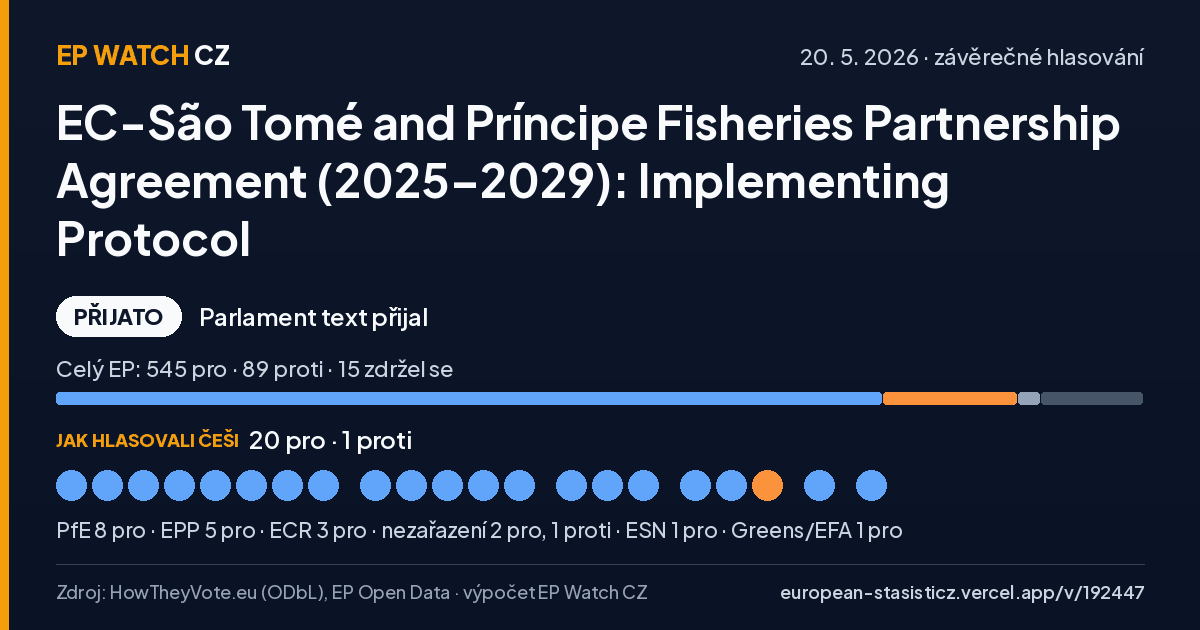 EP WATCH CZ
20. 5. 2026 · závěrečné hlasování
EC–São Tomé and Príncipe Fisheries Partnership
Agreement (2025–2029): Implementing
Protocol
PŘIJATO
Parlament text přijal
Celý EP: 545 pro · 89 proti · 15 zdržel se
JAK HLASOVALI ČEŠI 20 pro · 1 proti
PfE 8 pro · EPP 5 pro · ECR 3 pro · nezařazení 2 pro, 1 proti · ESN 1 pro · Greens/EFA 1 pro
Zdroj: HowTheyVote.eu (ODbL), EP Open Data · výpočet EP Watch CZ
european-stasisticz.vercel.app/v/192447